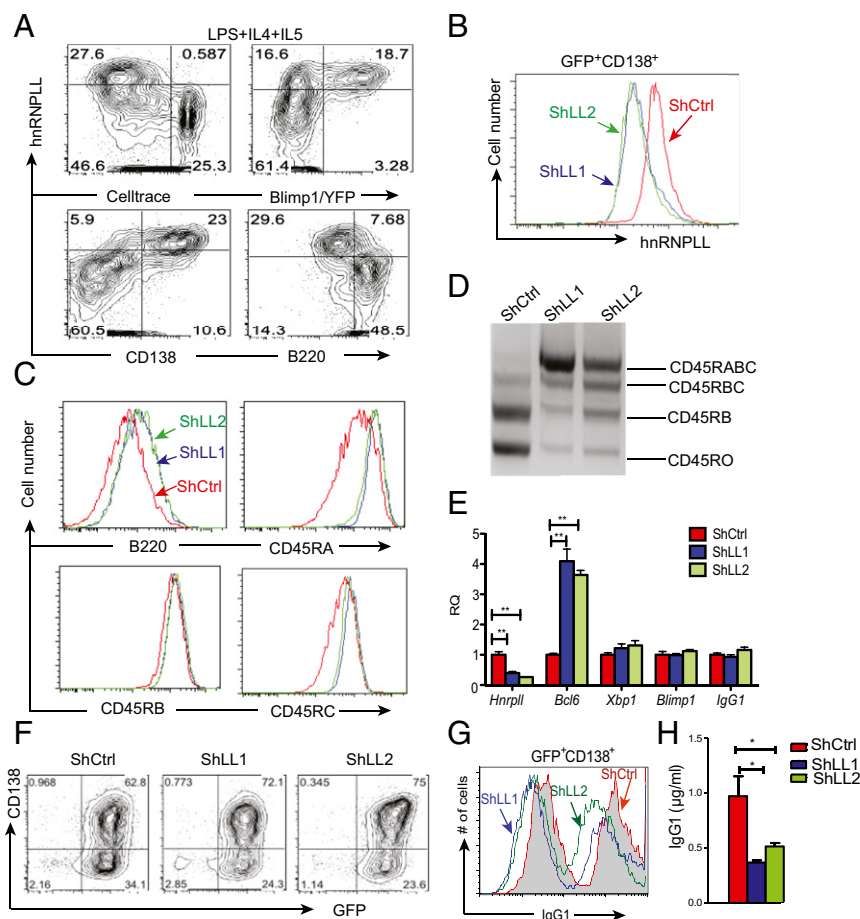 A
LPS+IL4+IL5
hnRNPLL
27.6
0.587
46.6
25.3
16.6
18.7
61.4
3.28
Celltrace
Blimp1/YFP
5.9
23
60.5
10.6
29.6
7.68
14.3
48.5
CD138
B220
B
GFP+CD138+
Cell number
ShLL2
ShCtrl
ShLL1
hnRNPLL
C
Cell number
ShLL2
ShLL1
ShCtrl
B220
CD45RA
CD45RB
CD45RC
D
ShCtrl
ShLL1
ShLL2
CD45RABC
CD45RBC
CD45RB
CD45RO
E
RQ
5
4
3
2
1
0
**
**
**
**
ShCtrl
ShLL1
ShLL2
Hnrpll
Bcl6
Xbp1
Blimp1
IgG1
F
CD138
ShCtrl
ShLL1
ShLL2
0.968
62.8
2.16
34.1
0.773
72.1
2.85
24.3
0.345
75
1.14
23.6
GFP
G
GFP+CD138+
# of cells
ShLL1
ShLL2
ShCtrl
IgG1
H
IgG1 (µg/ml)
1.5
1.0
0.5
0.0
*
*
ShCtrl
ShLL1
ShLL2